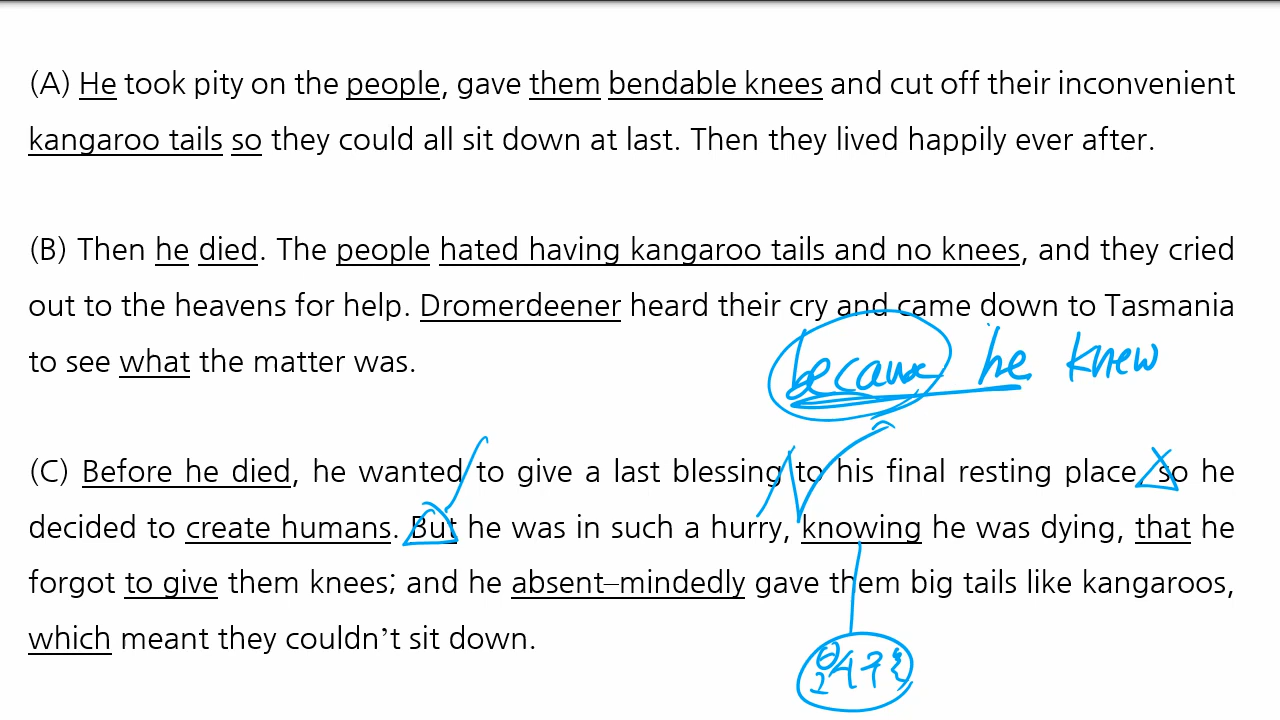 (A) He took pity on the people, gave them bendable knees and cut off their inconvenient
kangaroo tails so they could all sit down at last. Then they lived happily ever after.
(B) Then he died. The people hated having kangaroo tails and no knees, and they cried
out to the heavens for help. Dromerdeener heard their cry and came down to Tasmania
to see what the matter was.
because he knew
(C) Before he died, he wanted to give a last blessing to his final resting place, so he
decided to create humans. But he was in such a hurry, knowing he was dying, that he
forgot to give them knees; and he absent–mindedly gave them big tails like kangaroos,
which meant they couldn’t sit down.